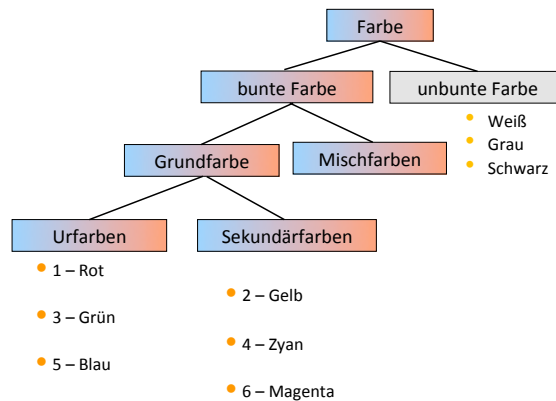 Farbe
bunte Farbe
unbunte Farbe
Weiß
Grau
Schwarz
Grundfarbe
Mischfarben
Urfarben
Sekundärfarben
1 – Rot
2 – Gelb
3 – Grün
4 – Zyan
5 – Blau
6 – Magenta